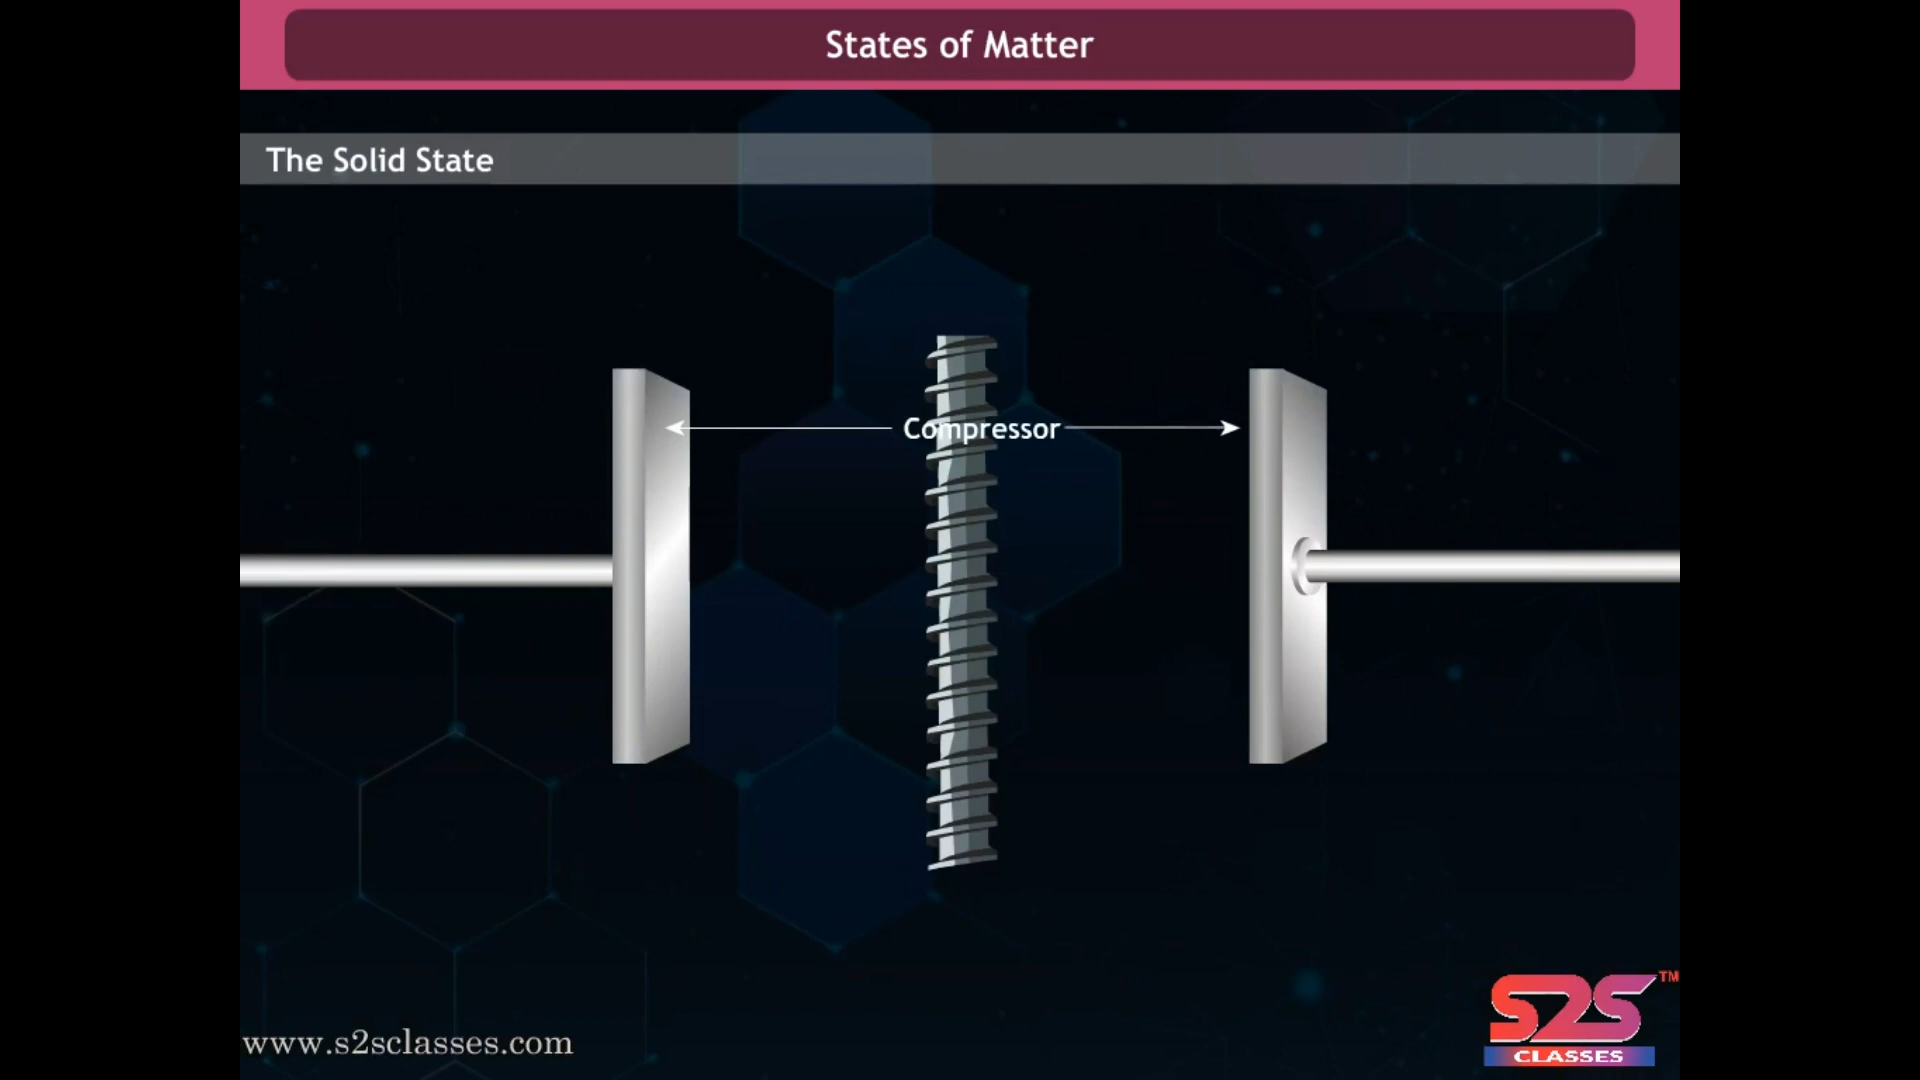 States of Matter
The Solid State
Compressor
www.s2sclasses.com
S2S TM
CLASSES